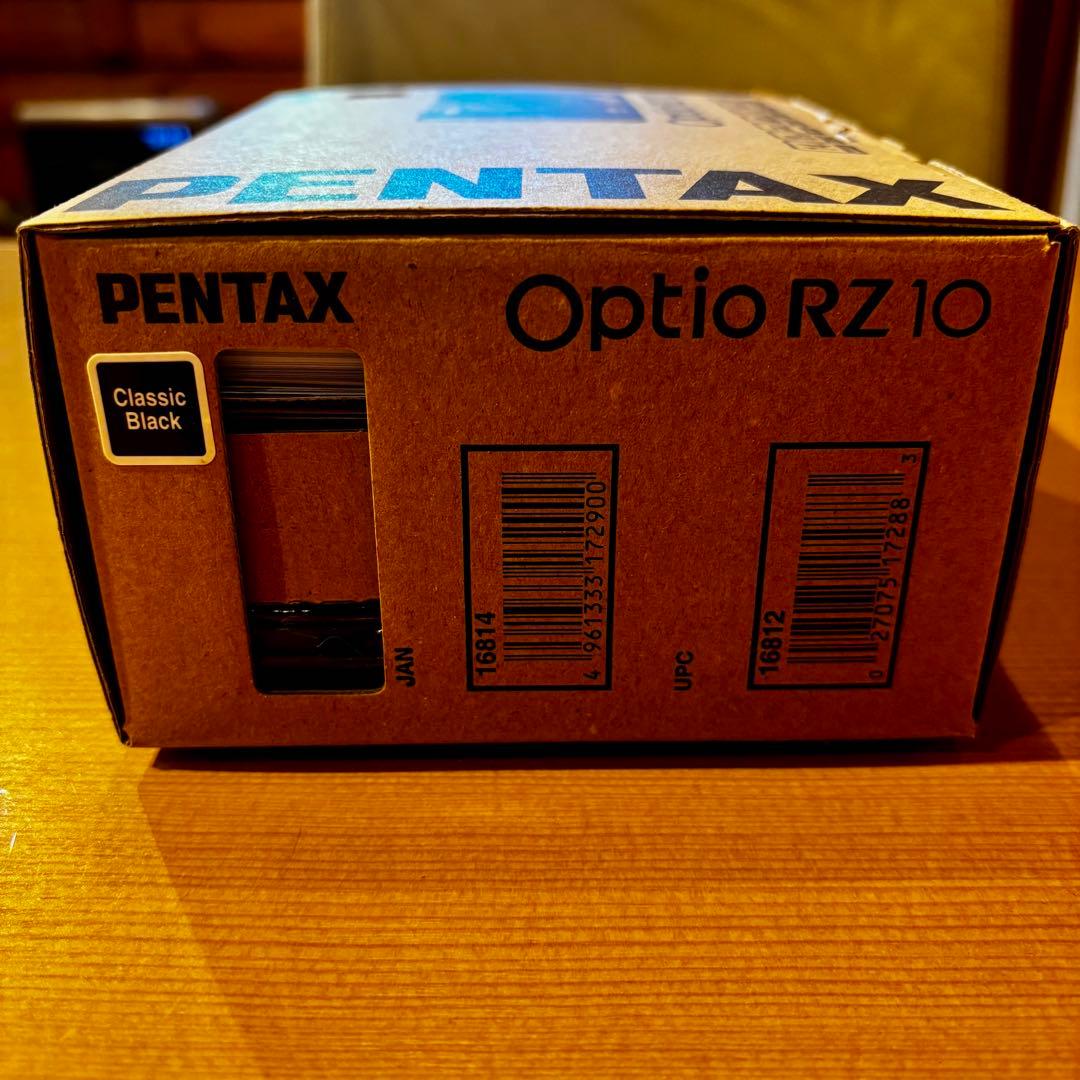 PENTAX
PENTAX
Optio RZ10
Classic
Black
JAN
16814
4 961333 172900
UPC
16812
0 27075 17288 3